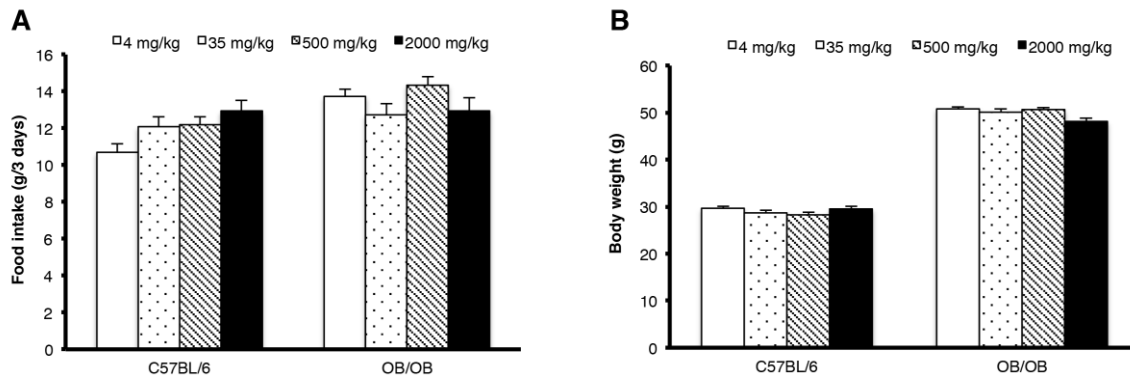 A
4 mg/kg 35 mg/kg 500 mg/kg 2000 mg/kg
Food intake (g/3 days)
16
14
12
10
8
6
4
2
0
C57BL/6 OB/OB
B
4 mg/kg 35 mg/kg 500 mg/kg 2000 mg/kg
Body weight (g)
60
50
40
30
20
10
0
C57BL/6 OB/OB